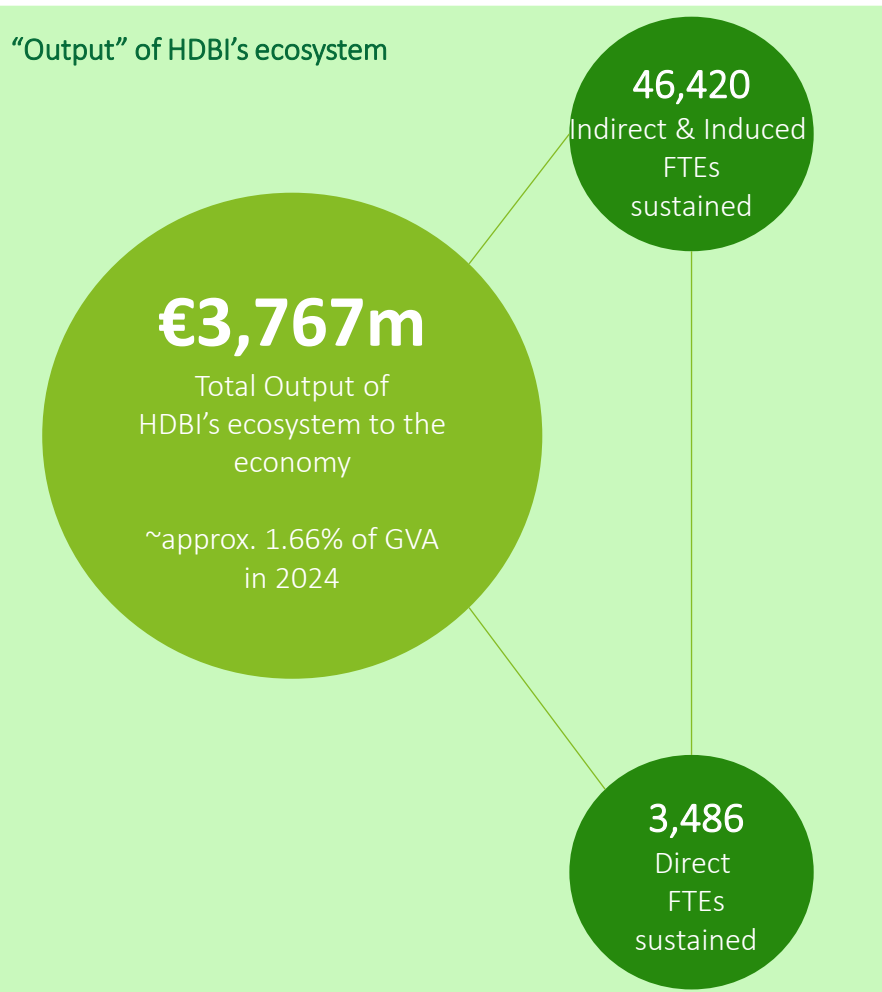 “Output” of HDBI’s ecosystem
46,420
Indirect & Induced
FTEs
sustained
€3,767m
Total Output of
HDBI’s ecosystem to the
economy
~approx. 1.66% of GVA
in 2024
3,486
Direct
FTEs
sustained